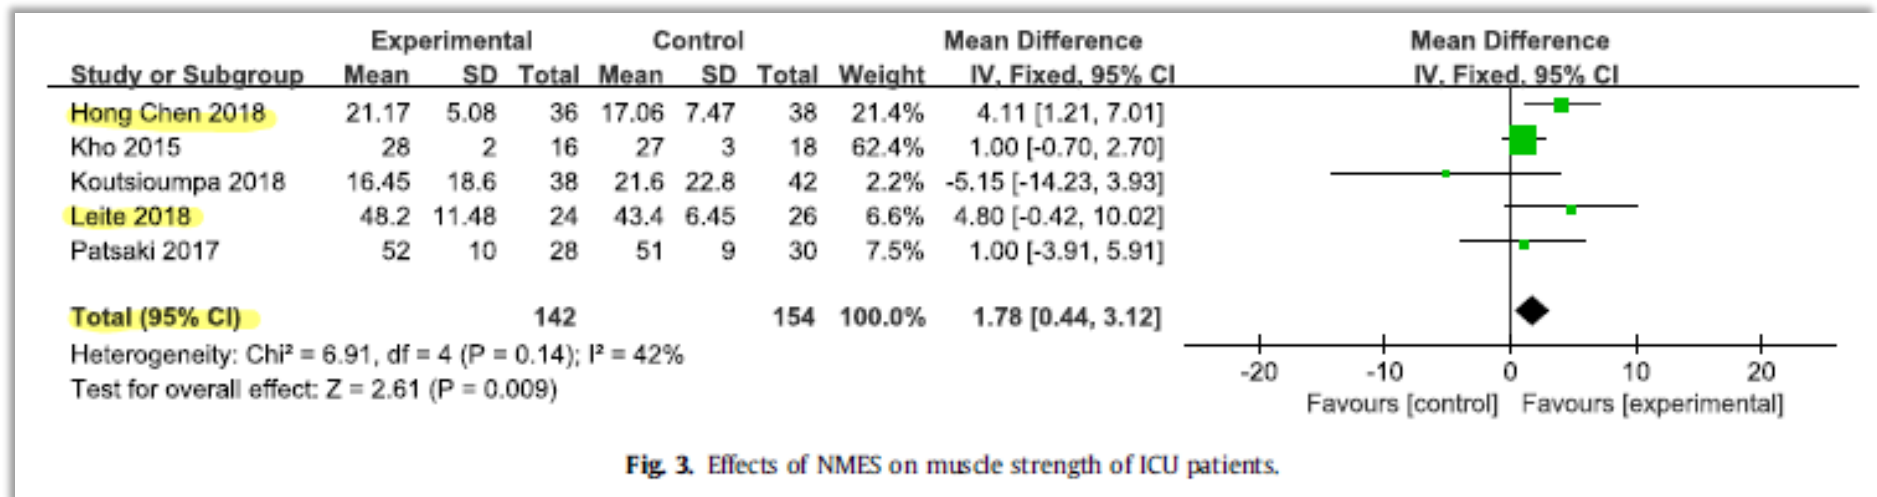 Experimental Control Mean Difference Mean Difference
Study or Subgroup Mean SD Total Mean SD Total Weight IV, Fixed, 95% CI IV, Fixed, 95% CI
Hong Chen 2018 21.17 5.08 36 17.06 7.47 38 21.4% 4.11 [1.21, 7.01]
Kho 2015 28 2 16 27 3 18 62.4% 1.00 [-0.70, 2.70]
Koutsioumpa 2018 16.45 18.6 38 21.6 22.8 42 2.2% -5.15 [-14.23, 3.93]
Leite 2018 48.2 11.48 24 43.4 6.45 26 6.6% 4.80 [-0.42, 10.02]
Patsaki 2017 52 10 28 51 9 30 7.5% 1.00 [-3.91, 5.91]
Total (95% CI) 142 154 100.0% 1.78 [0.44, 3.12]
Heterogeneity: Chi² = 6.91, df = 4 (P = 0.14); I² = 42%
Test for overall effect: Z = 2.61 (P = 0.009)
-20 -10 0 10 20
Favours [control] Favours [experimental]
Fig. 3. Effects of NMES on muscle strength of ICU patients.